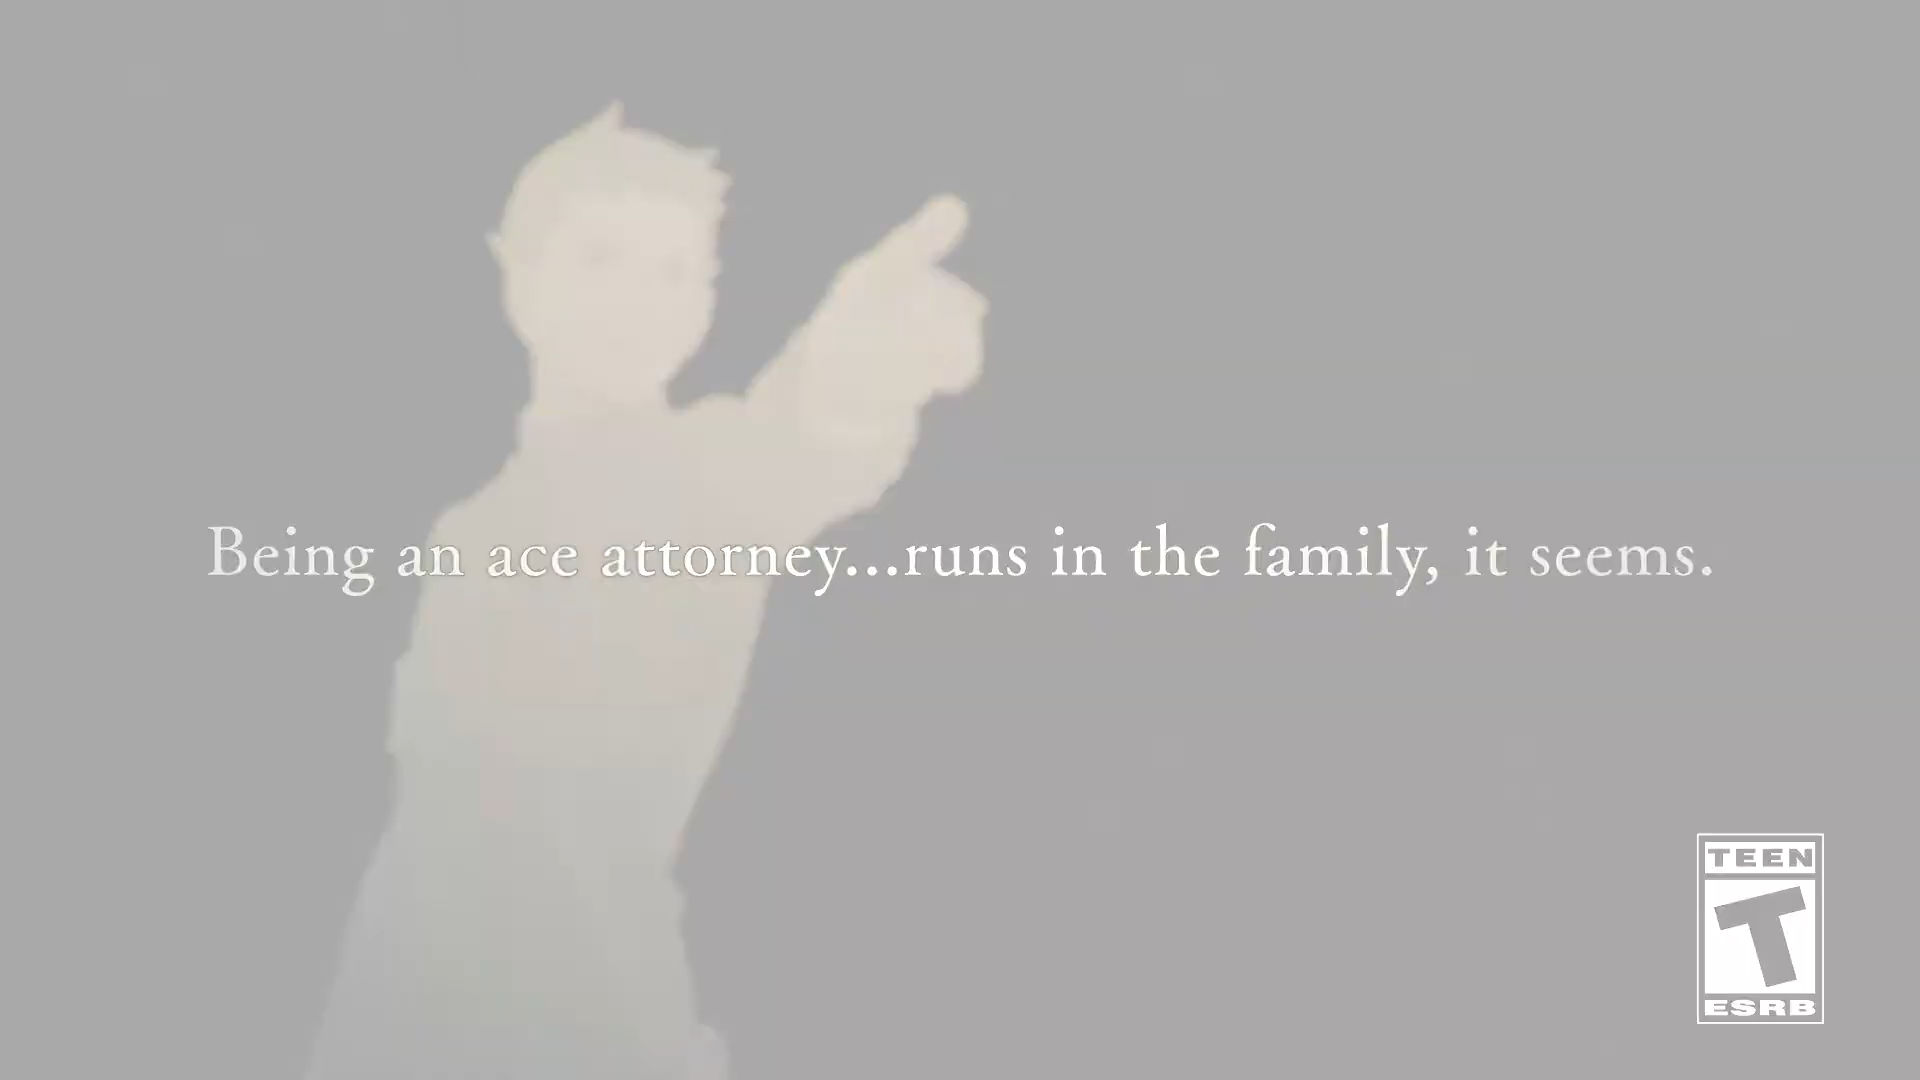 Being an ace attorney...runs in the family, it seems.
TEEN
T
ESRB